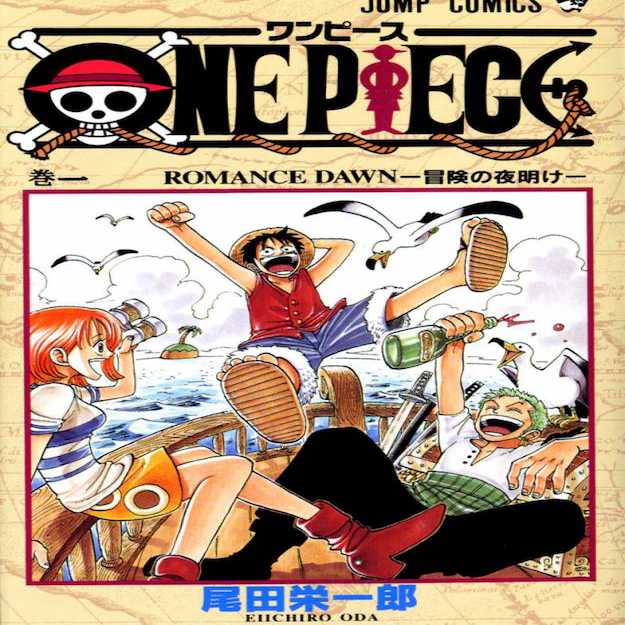 JUMP COMICS
ワンピース
ONE PIECE
巻一
ROMANCE DAWN—冒険の夜明け—
尾田栄一郎
EIICHIRO ODA